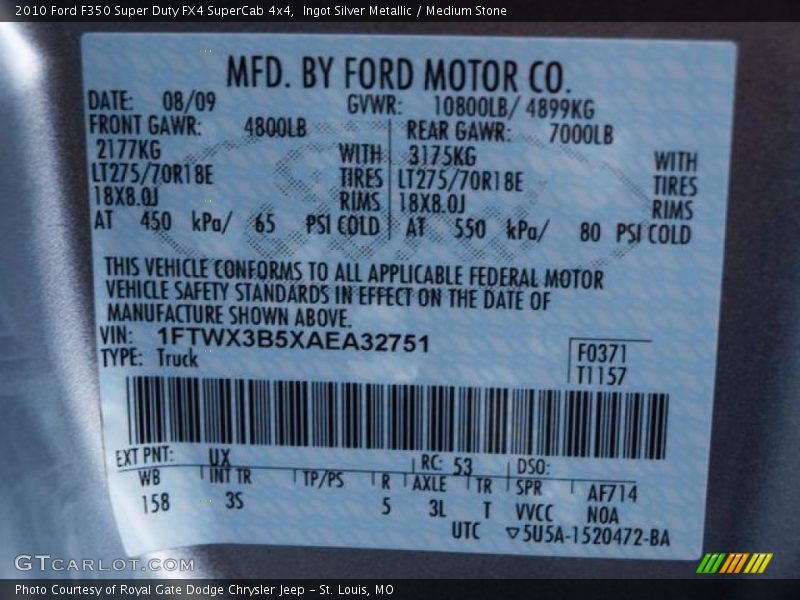 2010 Ford F350 Super Duty FX4 SuperCab 4x4, Ingot Silver Metallic / Medium Stone
MFD. BY FORD MOTOR CO.
DATE: 08/09 GVWR: 10800LB/ 4899KG
FRONT GAWR: 4800LB REAR GAWR: 7000LB
2177KG WITH 3175KG WITH
LT275/70R18E TIRES LT275/70R18E TIRES
18X8.0J RIMS 18X8.0J RIMS
AT 450 kPa/ 65 PSI COLD AT 550 kPa/ 80 PSI COLD
THIS VEHICLE CONFORMS TO ALL APPLICABLE FEDERAL MOTOR
VEHICLE SAFETY STANDARDS IN EFFECT ON THE DATE OF
MANUFACTURE SHOWN ABOVE.
VIN: 1FTWX3B5XAEA32751
TYPE: Truck
F0371
T1157
EXT PNT: UX RC: 53 DSO:
WB INT TR TP/PS R AXLE TR SPR AF714
158 3S 5 3L T VVCC NOA
UTC ▽5U5A-1520472-BA
GTCARLOT.COM
Photo Courtesy of Royal Gate Dodge Chrysler Jeep – St. Louis, MO